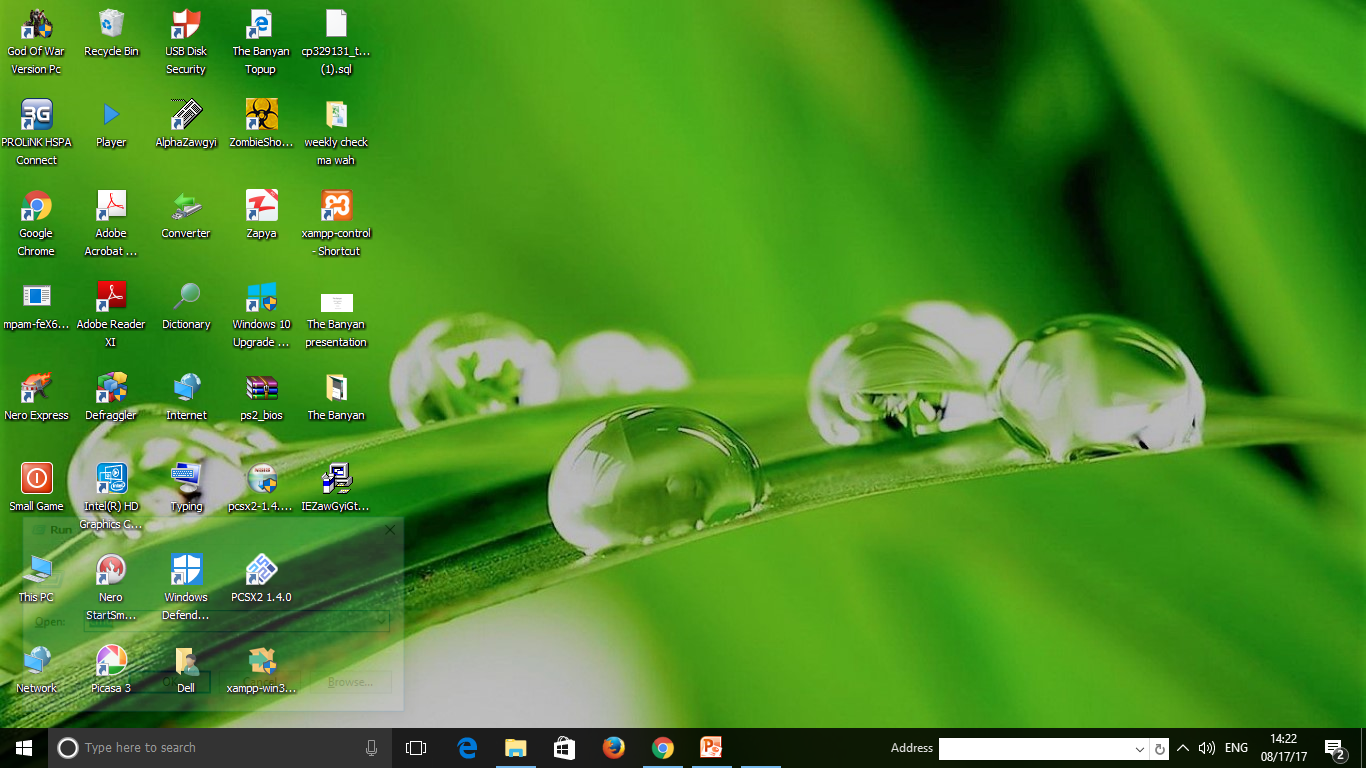 God Of War
Version Pc
Recycle Bin
USB Disk
Security
The Banyan
Topup
cp329131_t...
(1).sql
PROLiNK HSPA
Connect
Player
AlphaZawgyi
ZombieSho...
weekly check
ma wah
Google
Chrome
Adobe
Acrobat ...
Converter
Zapya
xampp-control
- Shortcut
mpam-feX6...
Adobe Reader
XI
Dictionary
Windows 10
Upgrade ...
The Banyan
presentation
Nero Express
Defraggler
Internet
ps2_bios
The Banyan
Small Game
Intel(R) HD
Graphics C...
Typing
pcsx2-1.4....
IEZawGyiGt...
Run
This PC
Nero
StartSm...
Windows
Defend...
PCSX2 1.4.0
Open:
Network
Picasa 3
Dell
xampp-win3...
Cancel
Browse...
Type here to search
Address
ENG
14:22
08/17/17
2